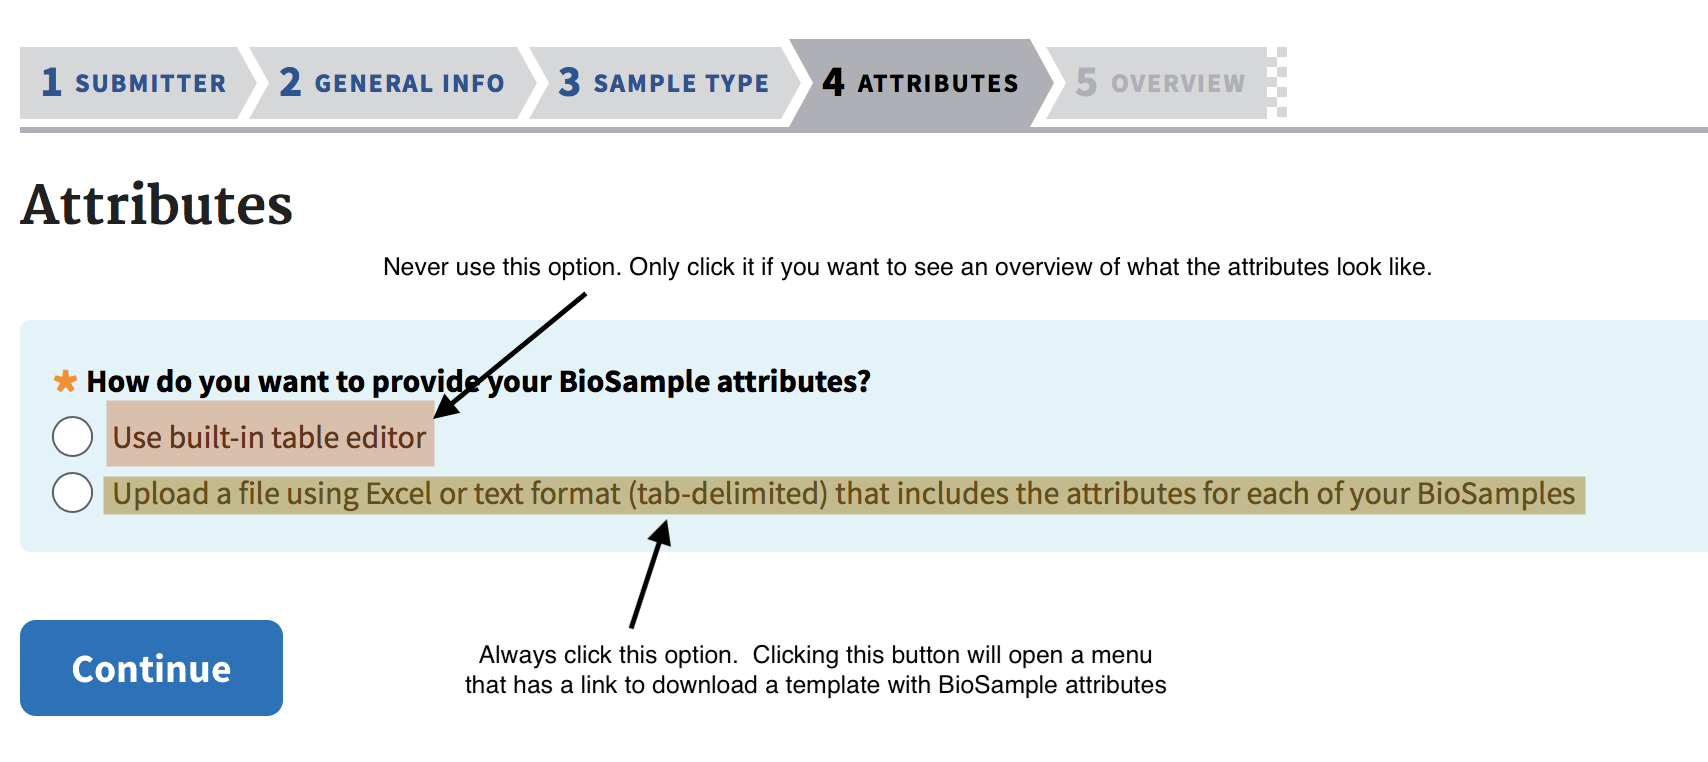 1 SUBMITTER 2 GENERAL INFO 3 SAMPLE TYPE 4 ATTRIBUTES 5 OVERVIEW
Attributes
Never use this option. Only click it if you want to see an overview of what the attributes look like.
* How do you want to provide your BioSample attributes?
Use built-in table editor
Upload a file using Excel or text format (tab-delimited) that includes the attributes for each of your BioSamples
Continue
Always click this option.  Clicking this button will open a menu
that has a link to download a template with BioSample attributes